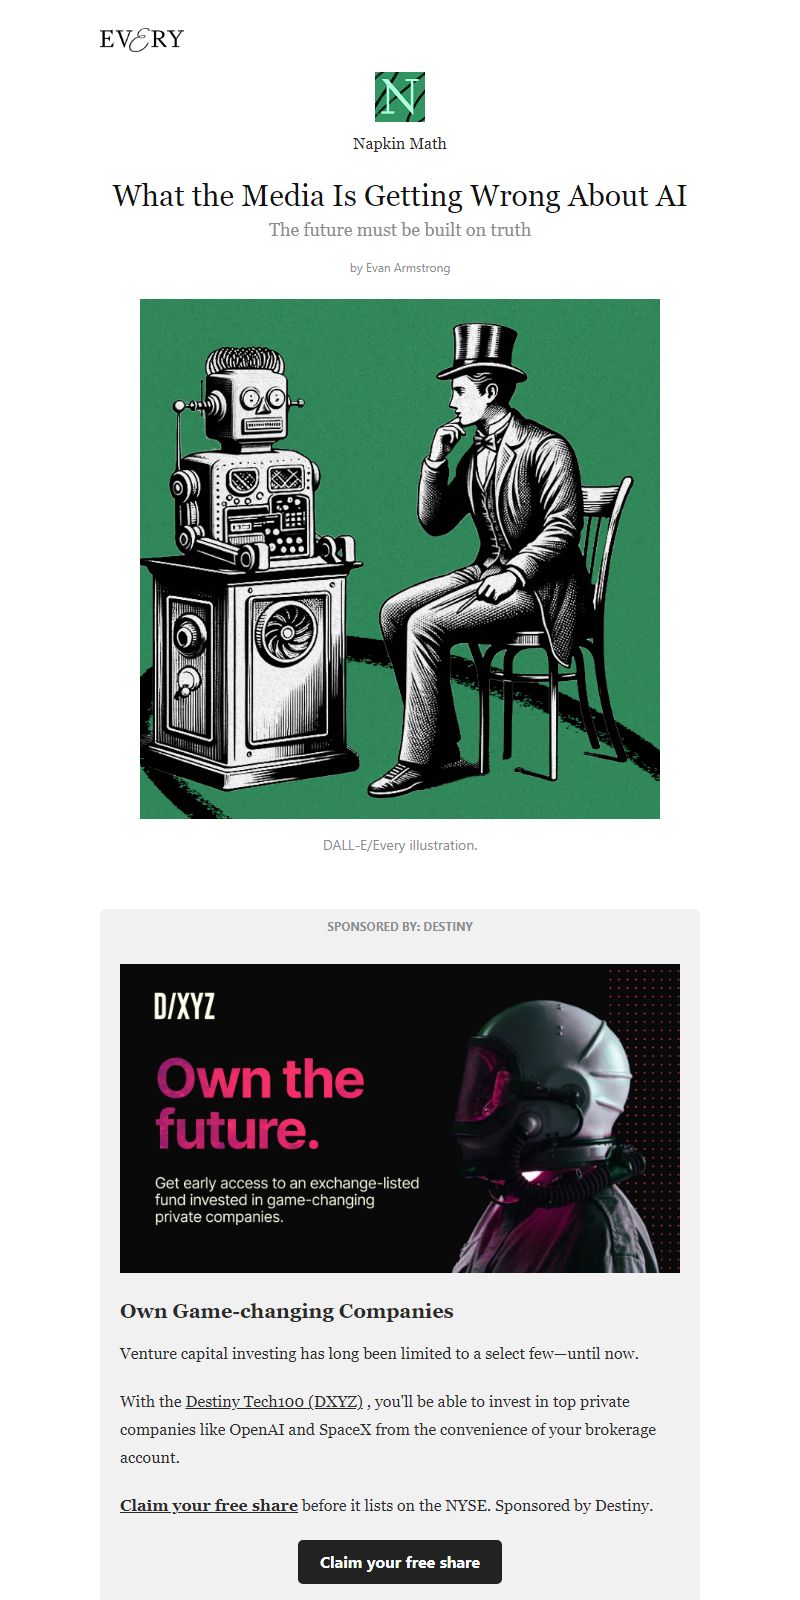 EVERY
N
Napkin Math
What the Media Is Getting Wrong About AI
The future must be built on truth
by Evan Armstrong
DALL-E/Every illustration.
SPONSORED BY: DESTINY
D/XYZ
Own the
future.
Get early access to an exchange-listed
fund invested in game-changing
private companies.
Own Game-changing Companies
Venture capital investing has long been limited to a select few—until now.
With the Destiny Tech100 (DXYZ) , you'll be able to invest in top private
companies like OpenAI and SpaceX from the convenience of your brokerage
account.
Claim your free share before it lists on the NYSE. Sponsored by Destiny.
Claim your free share